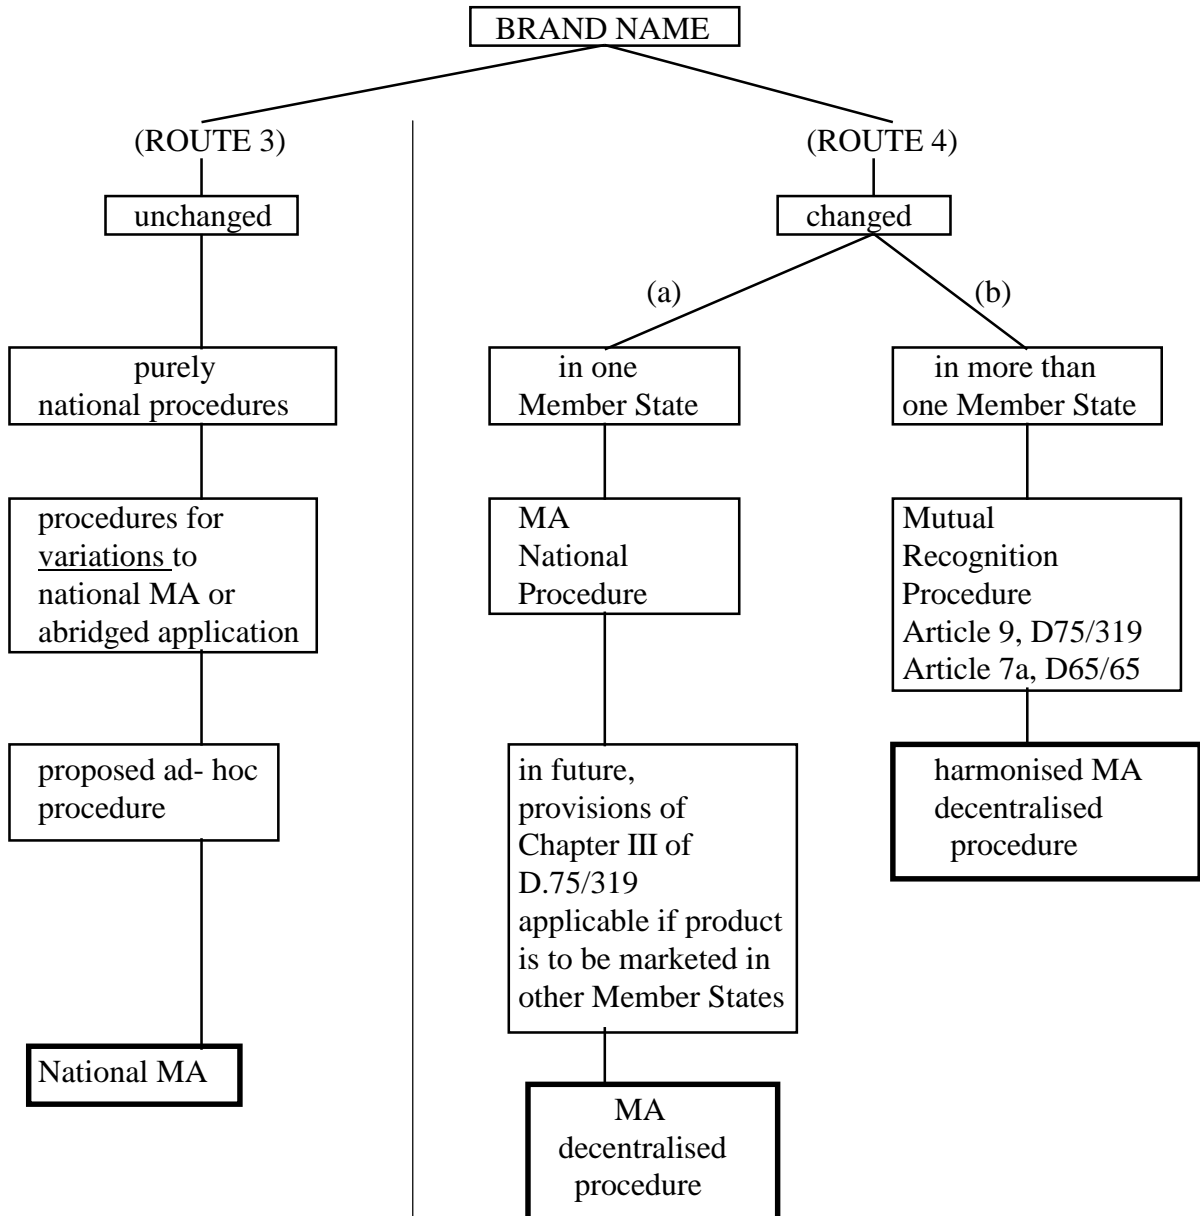 BRAND NAME
(ROUTE 3)
unchanged
purely
national procedures
procedures for
variations to
national MA or
abridged application
proposed ad- hoc
procedure
National MA
(ROUTE 4)
changed
(a)
in one
Member State
MA
National
Procedure
in future,
provisions of
Chapter III of
D.75/319
applicable if product
is to be marketed in
other Member States
MA
decentralised
procedure
(b)
in more than
one Member State
Mutual
Recognition
Procedure
Article 9, D75/319
Article 7a, D65/65
harmonised MA
decentralised
procedure